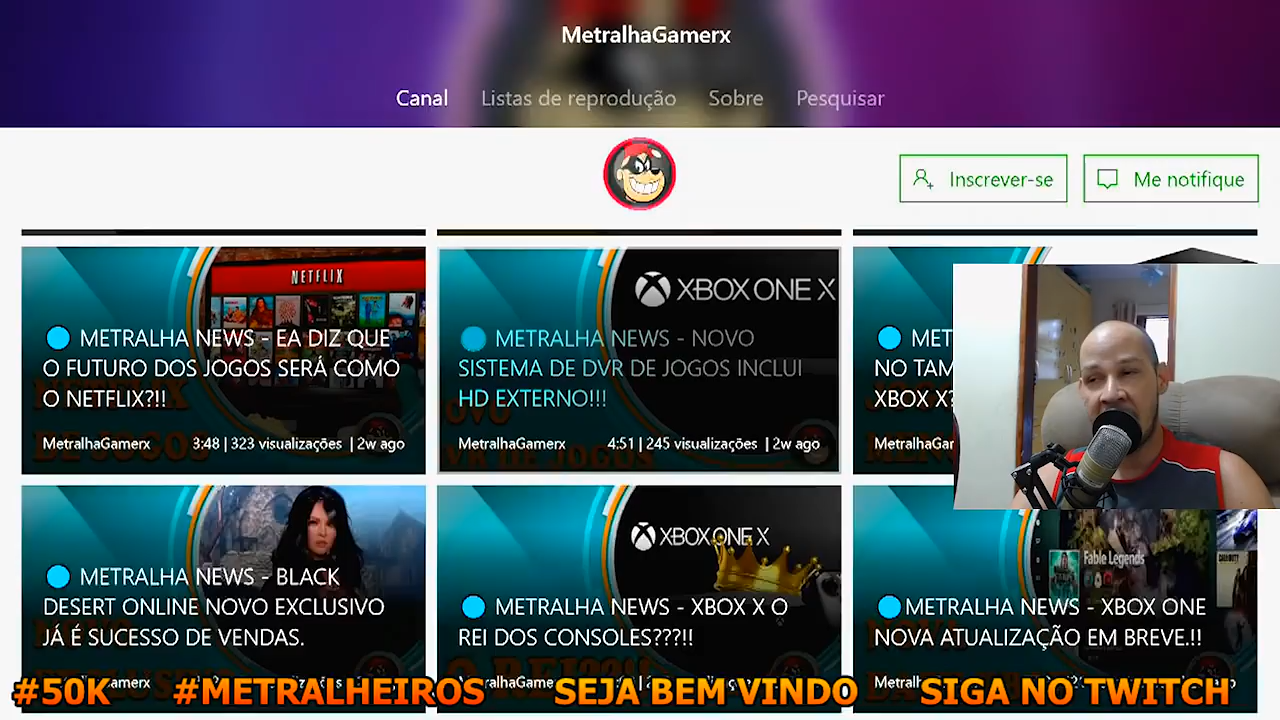 MetralhaGamerx
Canal Listas de reprodução Sobre Pesquisar
Inscrever-se Me notifique
NETFLIX
METRALHA NEWS - EA DIZ QUE
O FUTURO DOS JOGOS SERÁ COMO
O NETFLIX?!!
MetralhaGamerx 3:48 | 323 visualizações | 2w ago
XBOX ONE X
METRALHA NEWS - NOVO
SISTEMA DE DVR DE JOGOS INCLUI
HD EXTERNO!!!
MetralhaGamerx 4:51 | 245 visualizações | 2w ago
MET
NO TAM
XBOX X?
MetralhaGar
METRALHA NEWS - BLACK
DESERT ONLINE NOVO EXCLUSIVO
JÁ É SUCESSO DE VENDAS.
XBOX ONE X
METRALHA NEWS - XBOX X O
REI DOS CONSOLES???!!
Fable Legends
METRALHA NEWS - XBOX ONE
NOVA ATUALIZAÇÃO EM BREVE.!!
#50K #METRALHEIROS SEJA BEM VINDO SIGA NO TWITCH